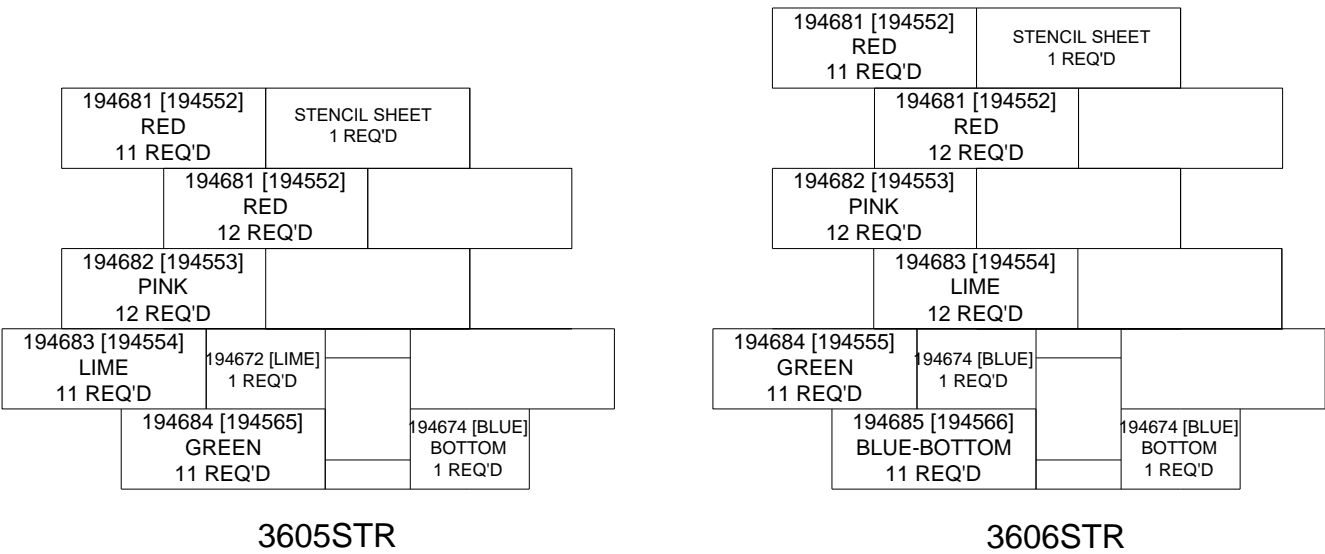 194681 [194552]
RED
11 REQ'D
STENCIL SHEET
1 REQ'D
194681 [194552]
RED
12 REQ'D
194682 [194553]
PINK
12 REQ'D
194683 [194554]
LIME
11 REQ'D
194672 [LIME]
1 REQ'D
194684 [194565]
GREEN
11 REQ'D
194674 [BLUE]
BOTTOM
1 REQ'D
3605STR
194681 [194552]
RED
11 REQ'D
STENCIL SHEET
1 REQ'D
194681 [194552]
RED
12 REQ'D
194682 [194553]
PINK
12 REQ'D
194683 [194554]
LIME
12 REQ'D
194684 [194555]
GREEN
11 REQ'D
194674 [BLUE]
1 REQ'D
194685 [194566]
BLUE-BOTTOM
11 REQ'D
194674 [BLUE]
BOTTOM
1 REQ'D
3606STR